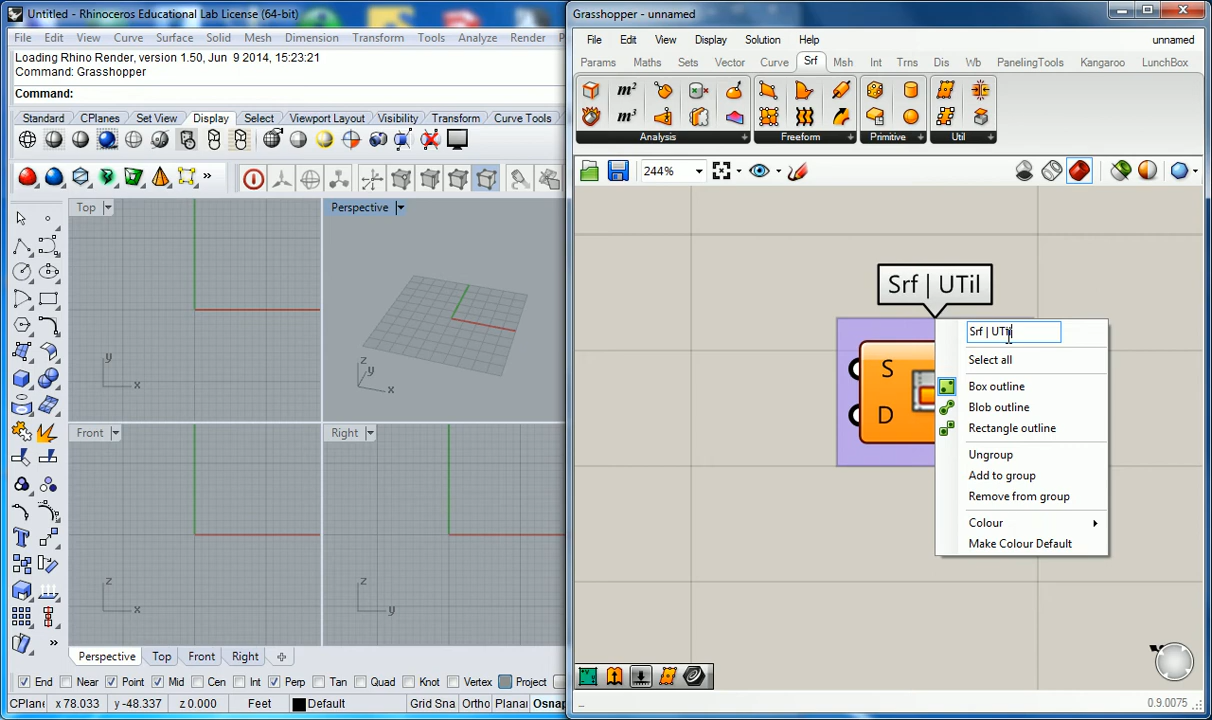 Untitled - Rhinoceros Educational Lab License (64-bit)
File Edit View Curve Surface Solid Mesh Dimension Transform Tools Analyze Render
Loading Rhino Render, version 1.50, Jun 9 2014, 15:23:21
Command: Grasshopper
Command:
Standard CPlanes Set View Display Select Viewport Layout Visibility Transform Curve Tools
»
Top
y
x
Perspective
z
y
x
Front
z
x
Right
z
y
»
Perspective Top Front Right
End Near Point Mid Cen Int Perp Tan Quad Knot Vertex Project
CPlane x 78.033 y -48.337 z 0.000 Feet Default Grid Sna Ortho Planar Osnap
Grasshopper - unnamed
File Edit View Display Solution Help unnamed
Params Maths Sets Vector Curve Srf Msh Int Trns Dis Wb PanelingTools Kangaroo LunchBox
m²
m³
Analysis Freeform Primitive Util
244%
Srf | UTil
S
D
Srf | UTil
Select all
Box outline
Blob outline
Rectangle outline
Ungroup
Add to group
Remove from group
Colour
Make Colour Default
0.9.0075